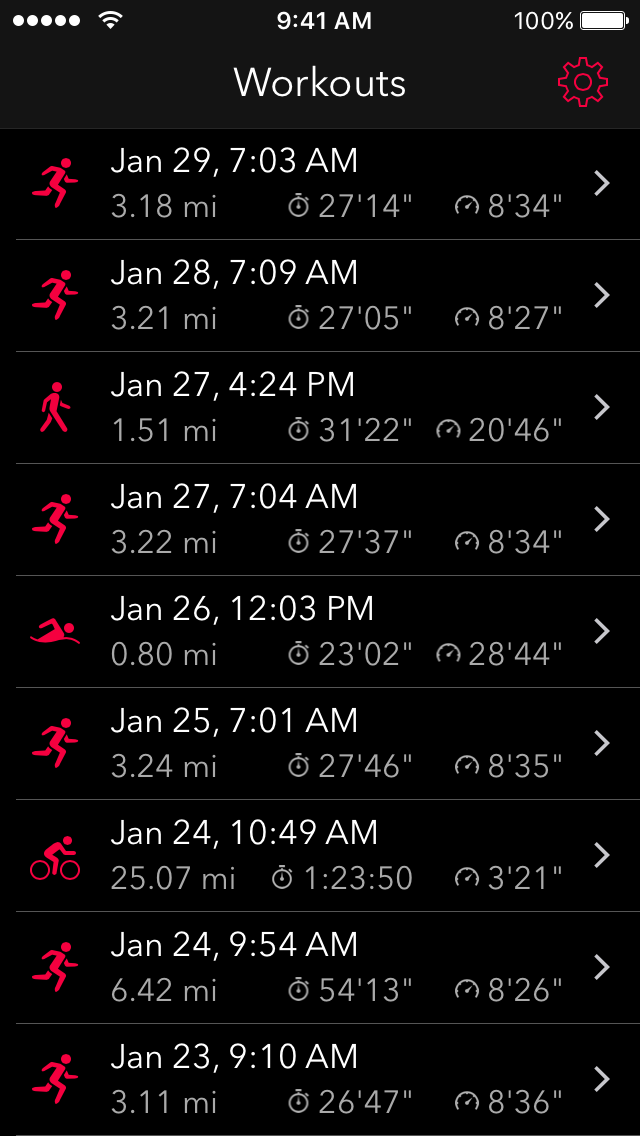 9:41 AM 100%
Workouts
Jan 29, 7:03 AM
3.18 mi 27'14" 8'34"
Jan 28, 7:09 AM
3.21 mi 27'05" 8'27"
Jan 27, 4:24 PM
1.51 mi 31'22" 20'46"
Jan 27, 7:04 AM
3.22 mi 27'37" 8'34"
Jan 26, 12:03 PM
0.80 mi 23'02" 28'44"
Jan 25, 7:01 AM
3.24 mi 27'46" 8'35"
Jan 24, 10:49 AM
25.07 mi 1:23:50 3'21"
Jan 24, 9:54 AM
6.42 mi 54'13" 8'26"
Jan 23, 9:10 AM
3.11 mi 26'47" 8'36"